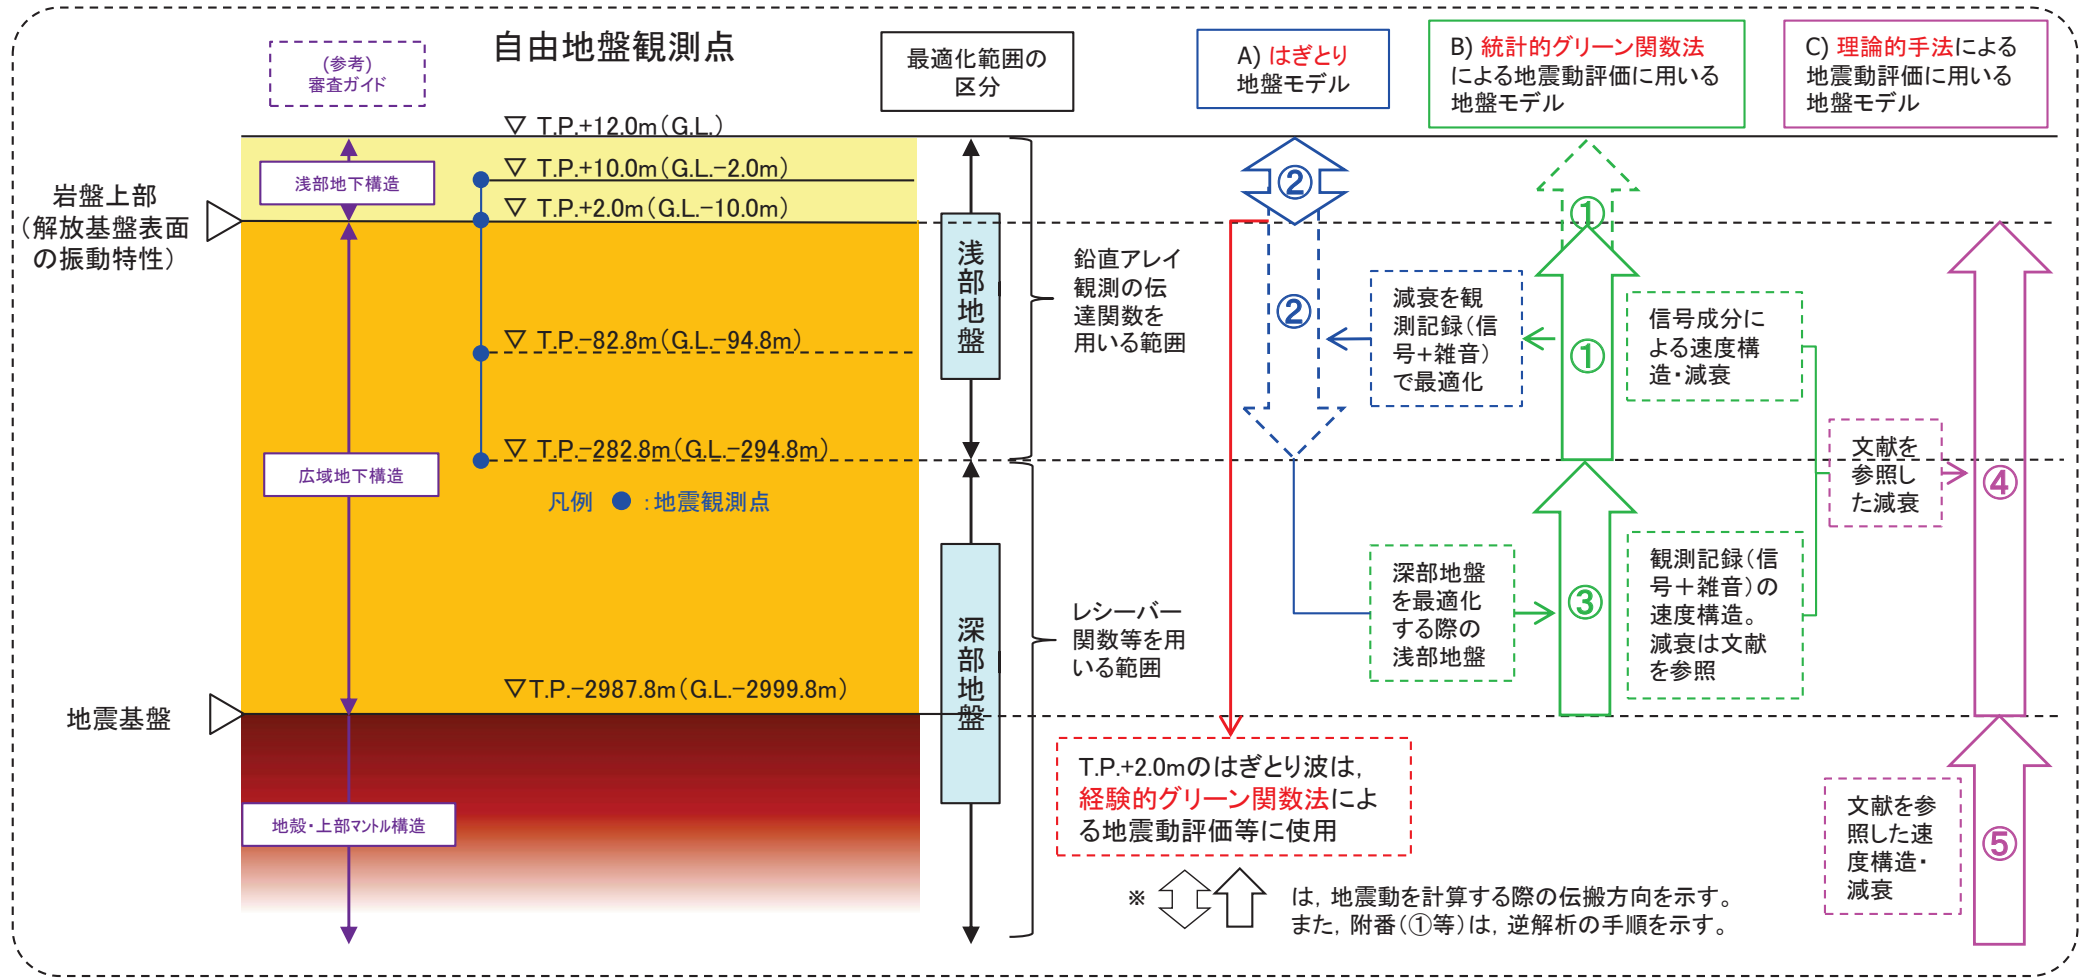 自由地盤観測点
(参考)
審査ガイド
最適化範囲の
区分
A) はぎとり
地盤モデル
B) 統計的グリーン関数法
による地震動評価に用いる
地盤モデル
C) 理論的手法による
地震動評価に用いる
地盤モデル
▽ T.P.+12.0m(G.L.)
▽ T.P.+10.0m(G.L.-2.0m)
▽ T.P.+2.0m(G.L.-10.0m)
▽ T.P.-82.8m(G.L.-94.8m)
▽ T.P.-282.8m(G.L.-294.8m)
凡例 ● :地震観測点
▽T.P.-2987.8m(G.L.-2999.8m)
岩盤上部
(解放基盤表面
の振動特性)
地震基盤
浅部地下構造
広域地下構造
地殻・上部マントル構造
浅部地盤
深部地盤
鉛直アレイ
観測の伝
達関数を
用いる範囲
レシーバー
関数等を用
いる範囲
②
②
減衰を観
測記録(信
号+雑音)
で最適化
深部地盤
を最適化
する際の
浅部地盤
①
①
③
信号成分に
よる速度構
造・減衰
観測記録(信
号+雑音)の
速度構造。
減衰は文献
を参照
文献を
参照し
た減衰
④
文献を参
照した速
度構造・
減衰
⑤
T.P.+2.0mのはぎとり波は,
経験的グリーン関数法によ
る地震動評価等に使用
※ は, 地震動を計算する際の伝搬方向を示す。
また, 附番(①等)は, 逆解析の手順を示す。